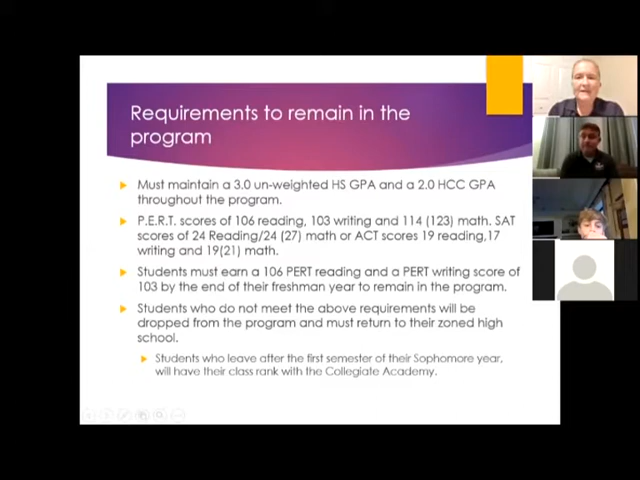 Requirements to remain in the
program
Must maintain a 3.0 un-weighted HS GPA and a 2.0 HCC GPA
throughout the program.
P.E.R.T. scores of 106 reading, 103 writing and 114 (123) math. SAT
scores of 24 Reading/24 (27) math or ACT scores 19 reading,17
writing and 19(21) math.
Students must earn a 106 PERT reading and a PERT writing score of
103 by the end of their freshman year to remain in the program.
Students who do not meet the above requirements will be
dropped from the program and must return to their zoned high
school.
Students who leave after the first semester of their Sophomore year,
will have their class rank with the Collegiate Academy.